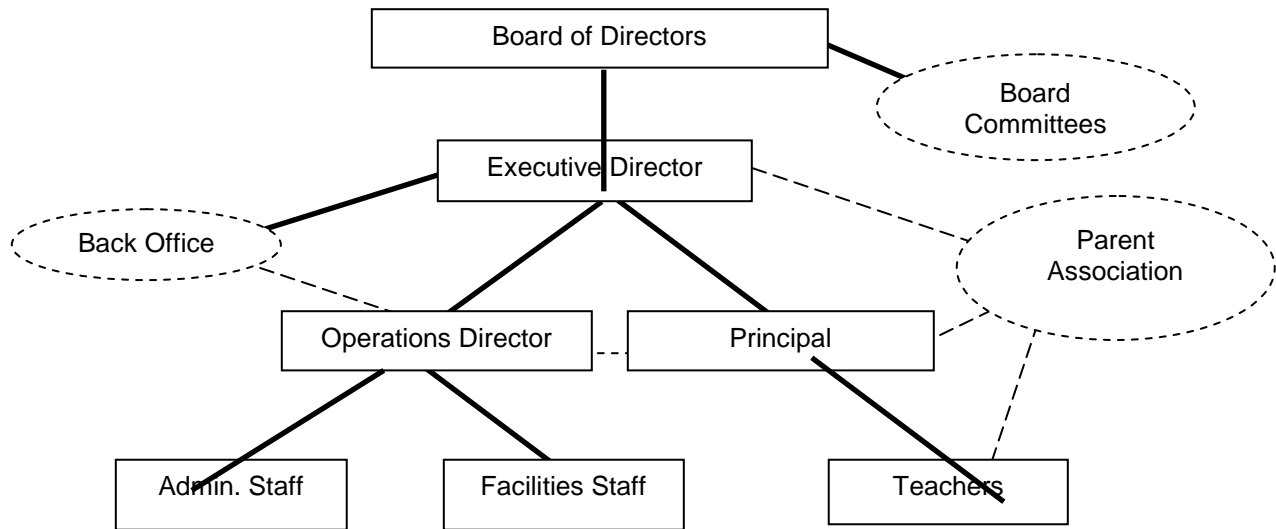 Board of Directors
Board
Committees
Executive Director
Back Office
Parent
Association
Operations Director
Principal
Admin. Staff
Facilities Staff
Teachers